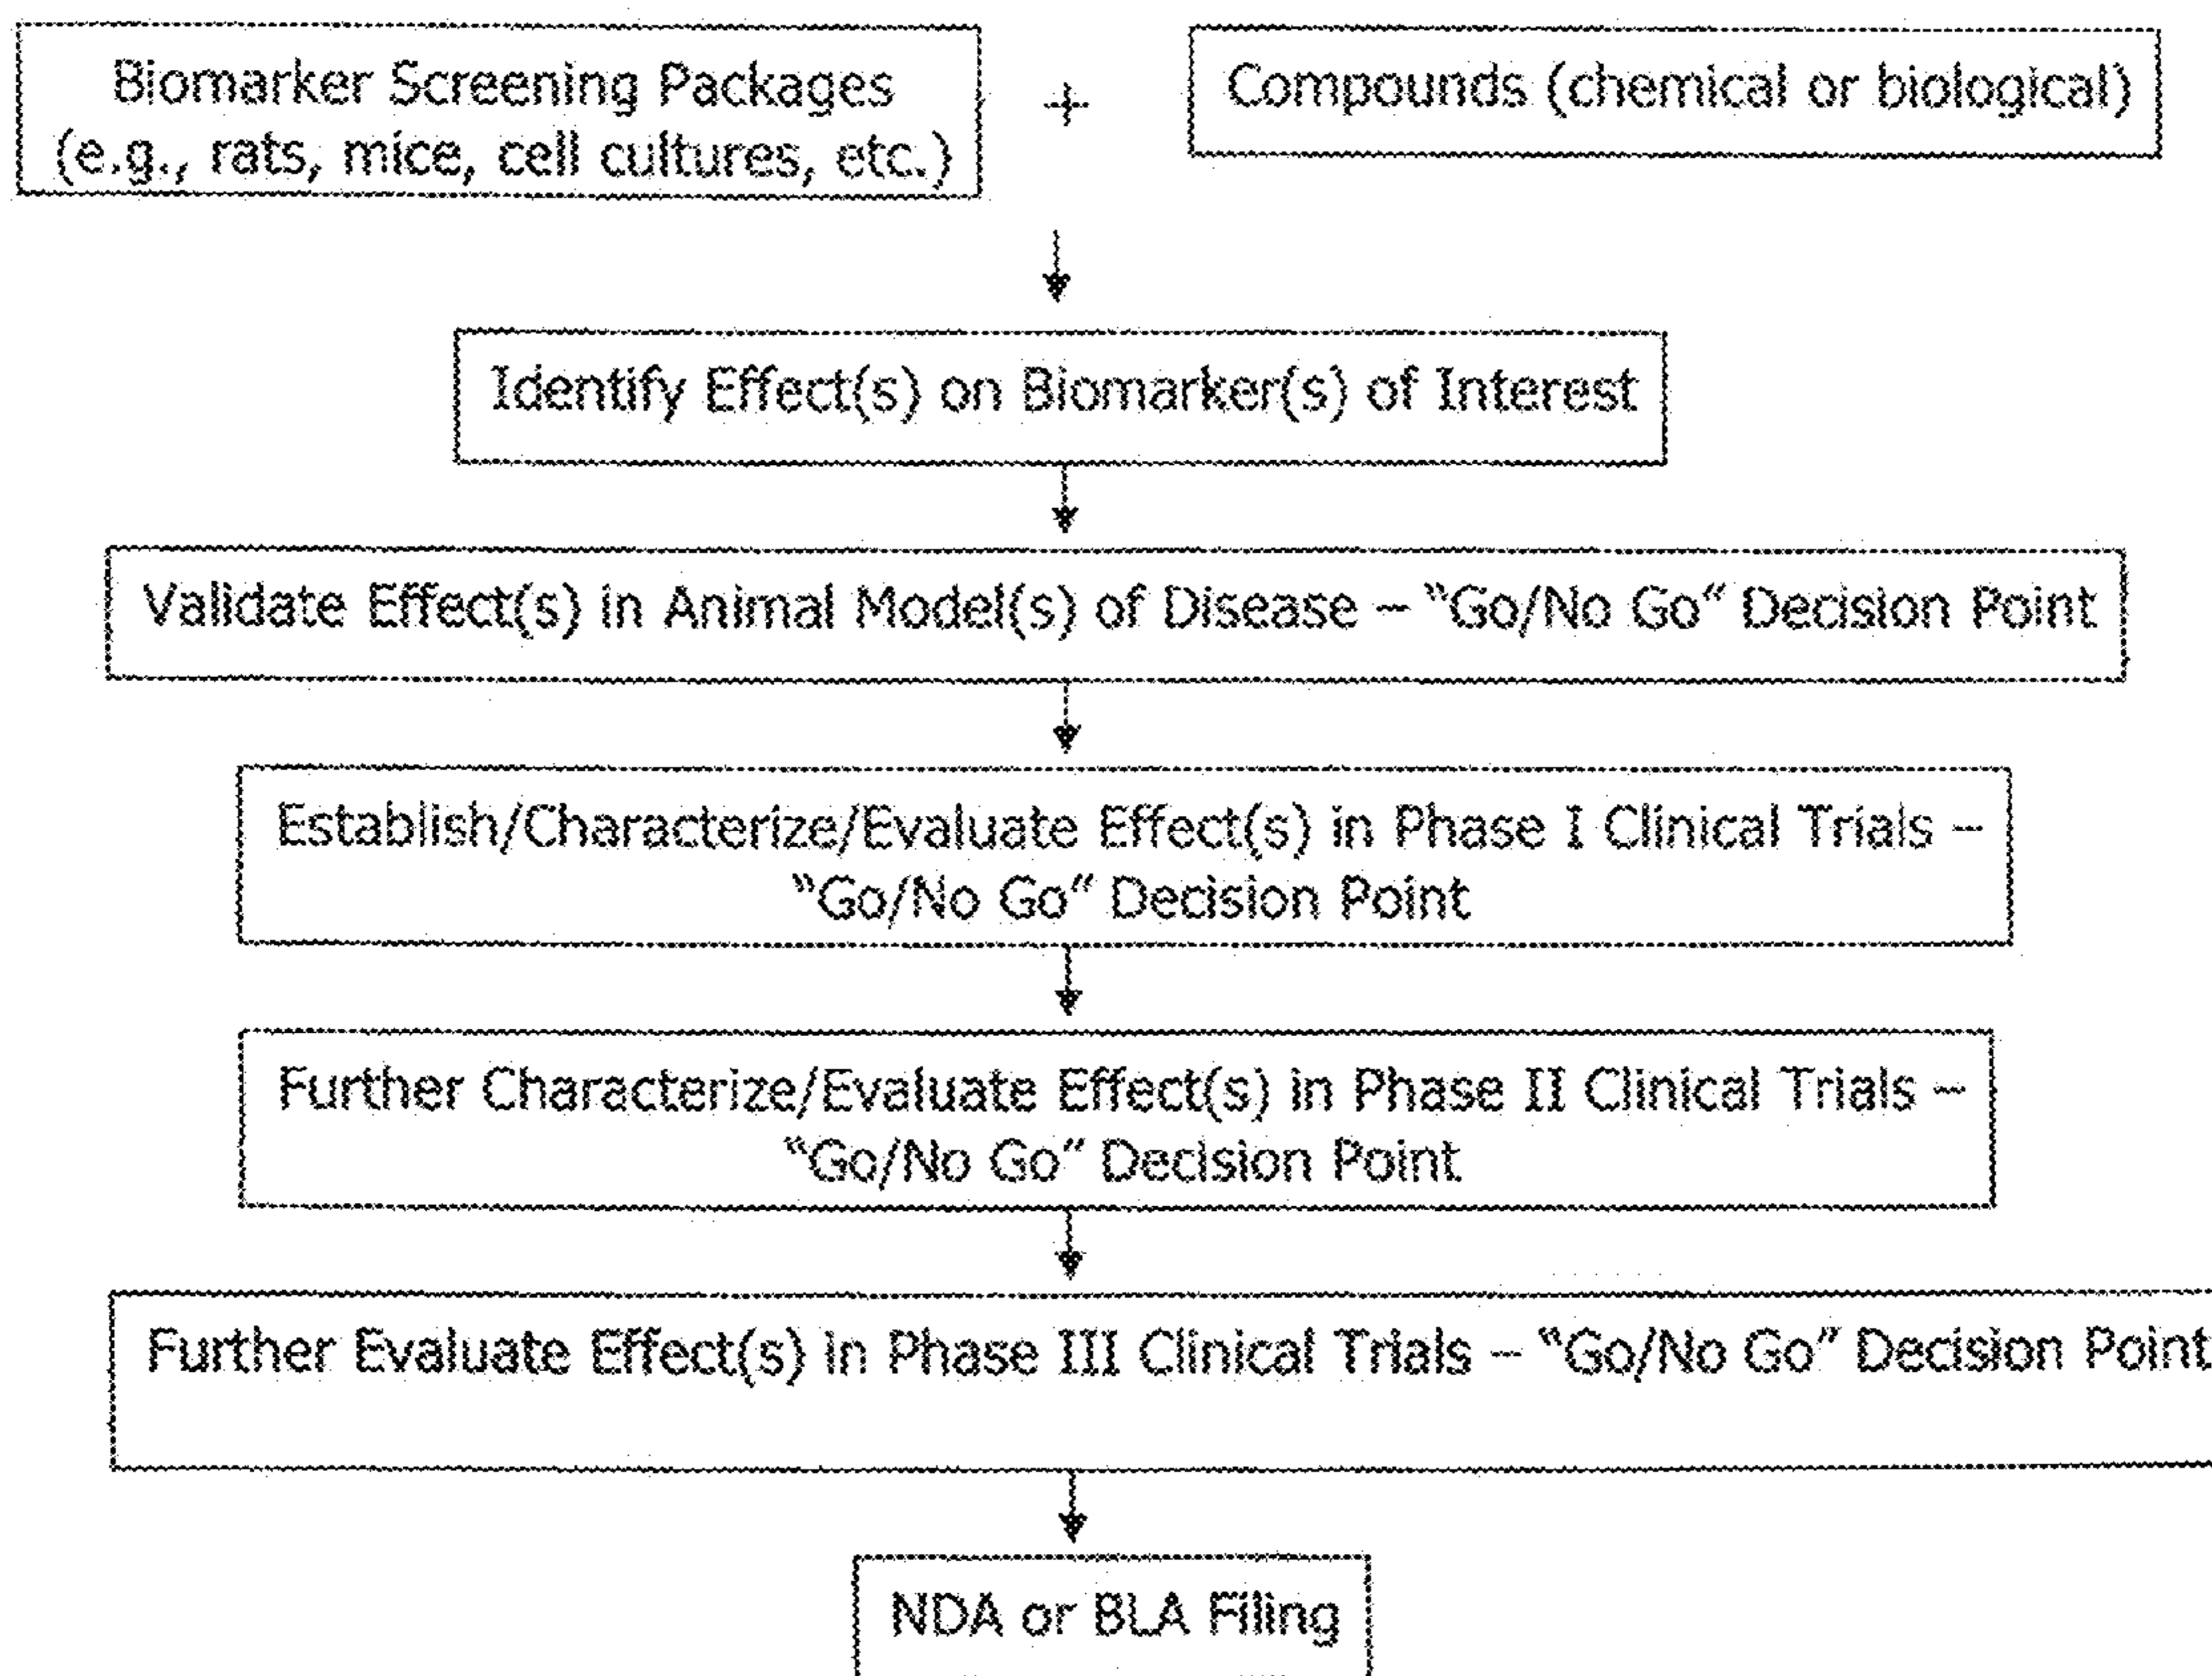 Biomarker Screening Packages
(e.g., rats, mice, cell cultures, etc.)
+
Compounds (chemical or biological)
Identify Effect(s) on Biomarker(s) of Interest
Validate Effect(s) in Animal Model(s) of Disease – “Go/No Go“ Decision Point
Establish/Characterize/Evaluate Effect(s) in Phase I Clinical Trials –
“Go/No Go“ Decision Point
Further Characterize/Evaluate Effect(s) in Phase II Clinical Trials –
“Go/No Go” Decision Point
Further Evaluate Effect(s) in Phase III Clinical Trials – “Go/No Go” Decision Point
NDA or BLA Filing